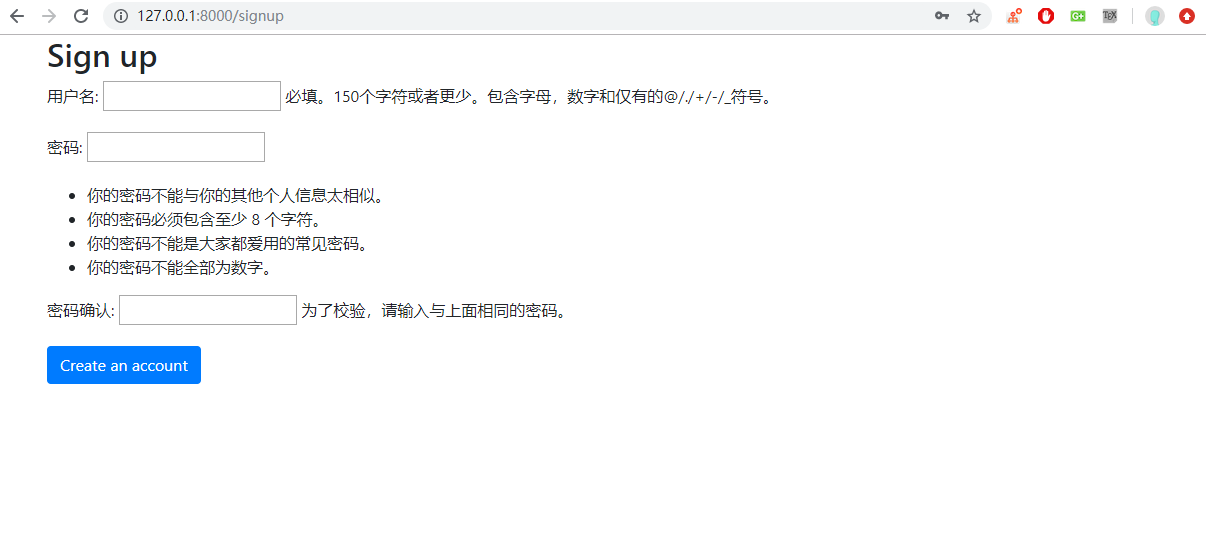 127.0.0.1:8000/signup
Sign up
用户名: 必填。150个字符或者更少。包含字母，数字和仅有的@/./+/-/_符号。
密码:
你的密码不能与你的其他个人信息太相似。
你的密码必须包含至少 8 个字符。
你的密码不能是大家都爱用的常见密码。
你的密码不能全部为数字。
密码确认: 为了校验，请输入与上面相同的密码。
Create an account